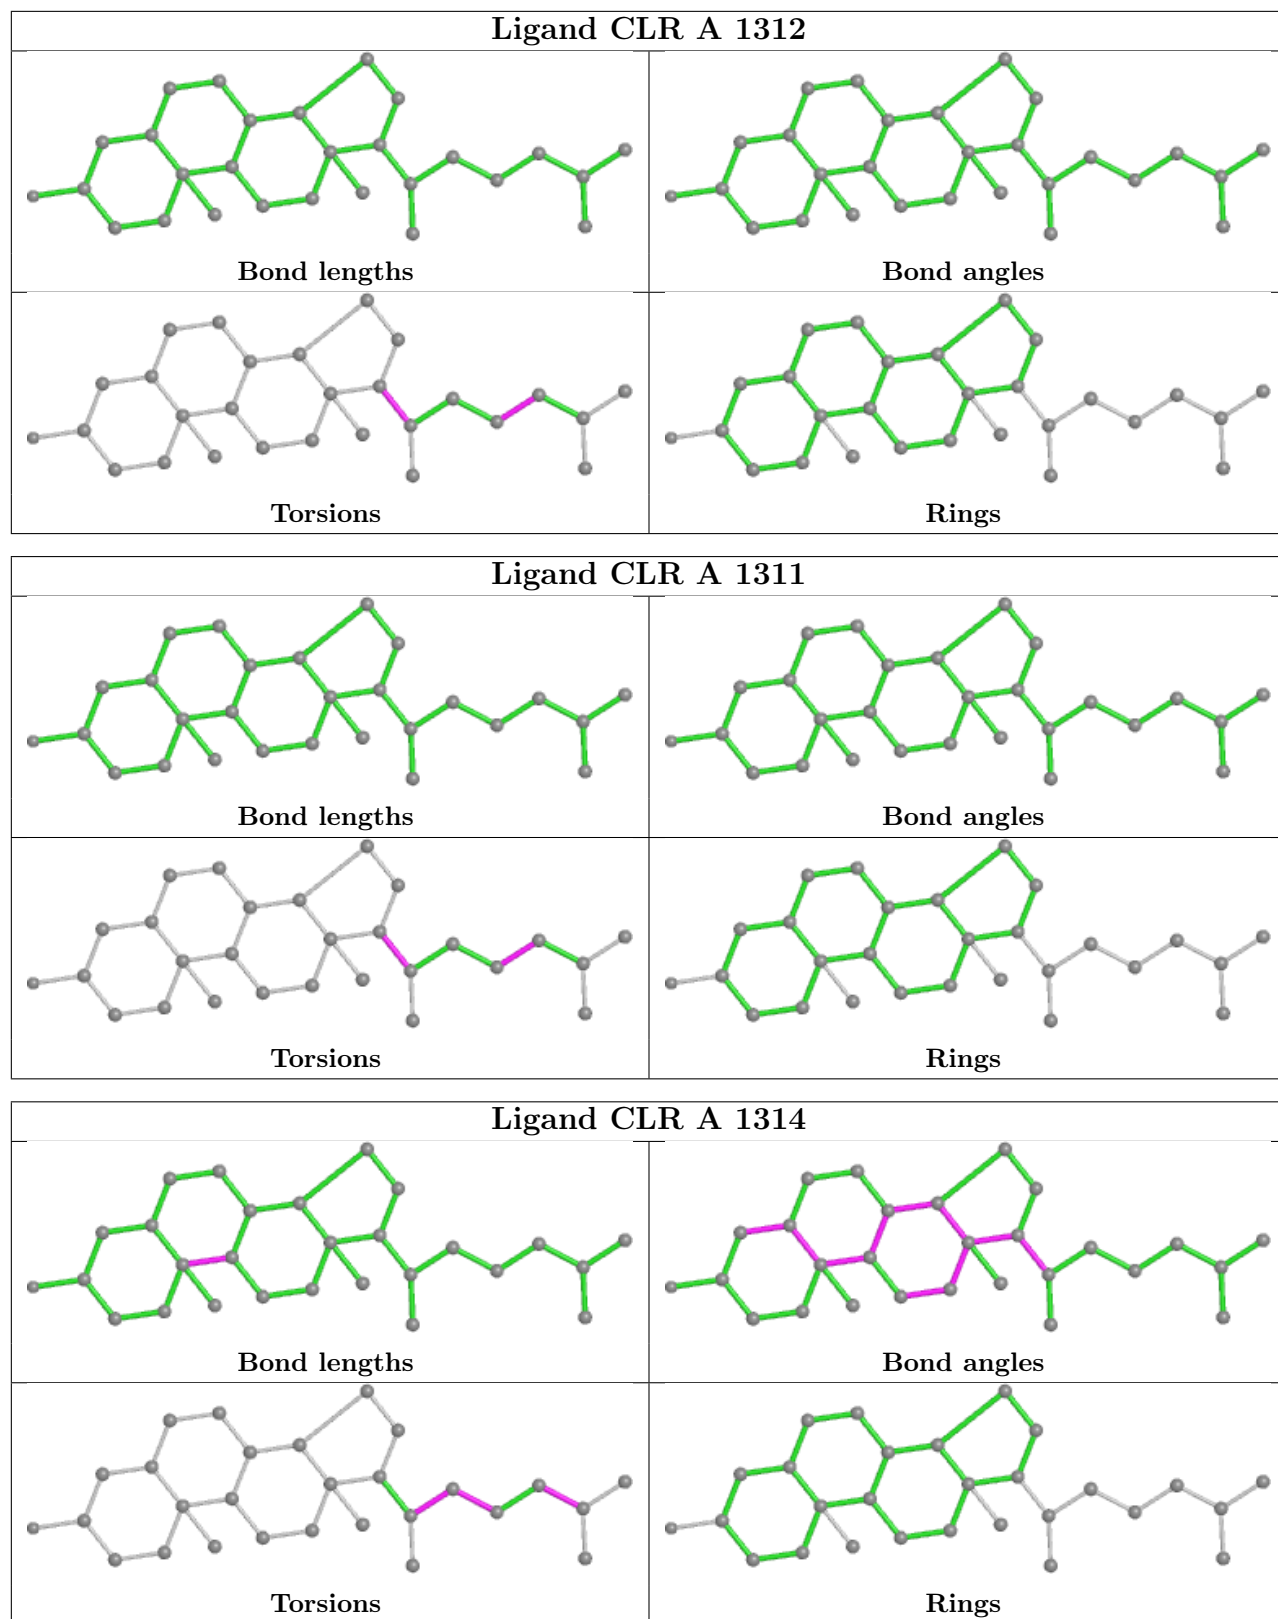 Ligand CLR A 1312
Bond lengths
Bond angles
Torsions
Rings
Ligand CLR A 1311
Bond lengths
Bond angles
Torsions
Rings
Ligand CLR A 1314
Bond lengths
Bond angles
Torsions
Rings